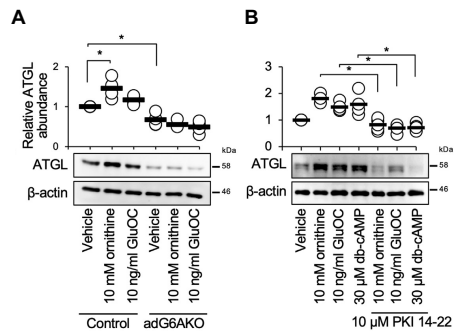 A
B
*
*
Relative ATGL
abundance
2
1
0
kDa
ATGL
58
β-actin
46
Vehicle
10 mM ornithine
10 ng/ml GluOC
Vehicle
10 mM ornithine
10 ng/ml GluOC
Control
adG6AKO
*
*
*
3
2
1
0
kDa
ATGL
58
β-actin
46
Vehicle
10 mM ornithine
10 ng/ml GluOC
30 µM db-cAMP
10 mM ornithine
10 ng/ml GluOC
30 µM db-cAMP
10 µM PKI 14-22